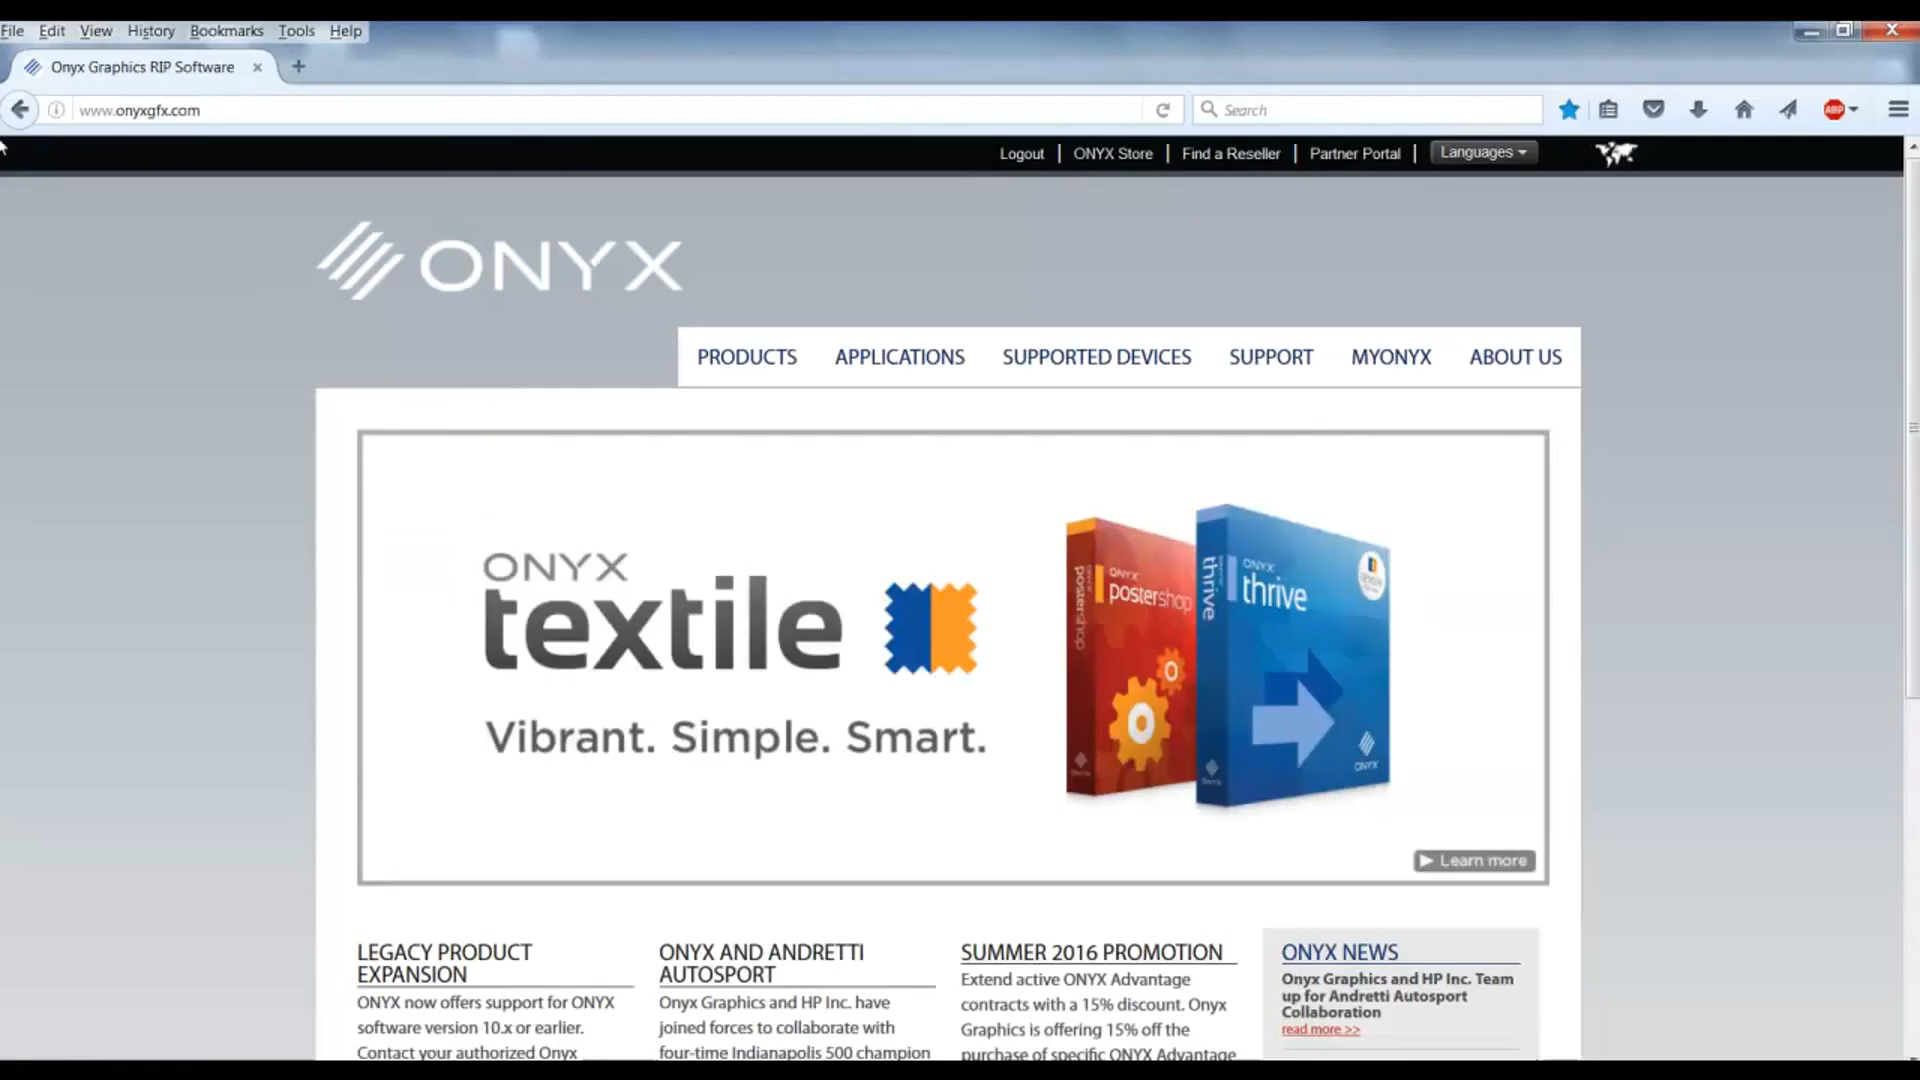 File Edit View History Bookmarks Tools Help
Onyx Graphics RIP Software
www.onyxgfx.com
Search
ABP
Logout | ONYX Store | Find a Reseller | Partner Portal | Languages
ONYX
PRODUCTS APPLICATIONS SUPPORTED DEVICES SUPPORT MYONYX ABOUT US
ONYX
textile
Vibrant. Simple. Smart.
ONYX
postershop
postershop
ONYX
thrive
thrive
ONYX
Learn more
LEGACY PRODUCT
EXPANSION
ONYX now offers support for ONYX
software version 10.x or earlier.
Contact your authorized Onyx
ONYX AND ANDRETTI
AUTOSPORT
Onyx Graphics and HP Inc. have
joined forces to collaborate with
four-time Indianapolis 500 champion
SUMMER 2016 PROMOTION
Extend active ONYX Advantage
contracts with a 15% discount. Onyx
Graphics is offering 15% off the
purchase of specific ONYX Advantage
ONYX NEWS
Onyx Graphics and HP Inc. Team
up for Andretti Autosport
Collaboration
read more >>